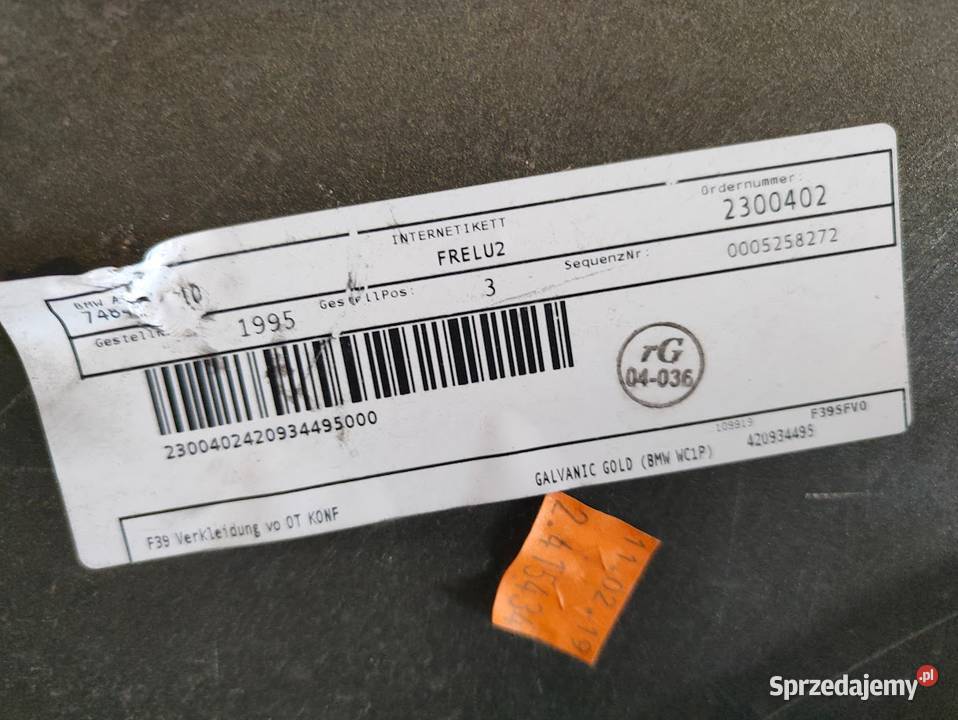 INTERNETIKETT
Ordernummer:
FRELU2
2300402
BMW
GestellPos:
SequenzNr:
1995
3
0005258272
2300402420934495000
rG
04-036
109919
F39SFV0
GALVANIC GOLD (BMW WC1P)
420934495
F39 Verkleidung vo OT KONF
11.02.19
Sprzedajemy.pl